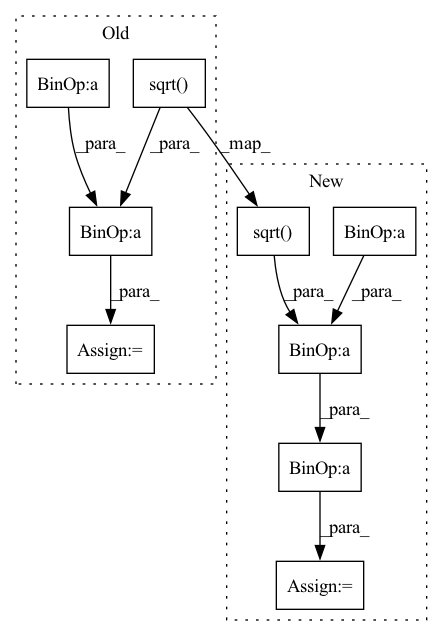 Old
BinOp:a
sqrt()
_para_
_para_
_map_
New
BinOp:a
sqrt()
BinOp:a
_para_
_para_
_para_
Assign:=
BinOp:a
_para_
BinOp:a
_para_
Assign:=